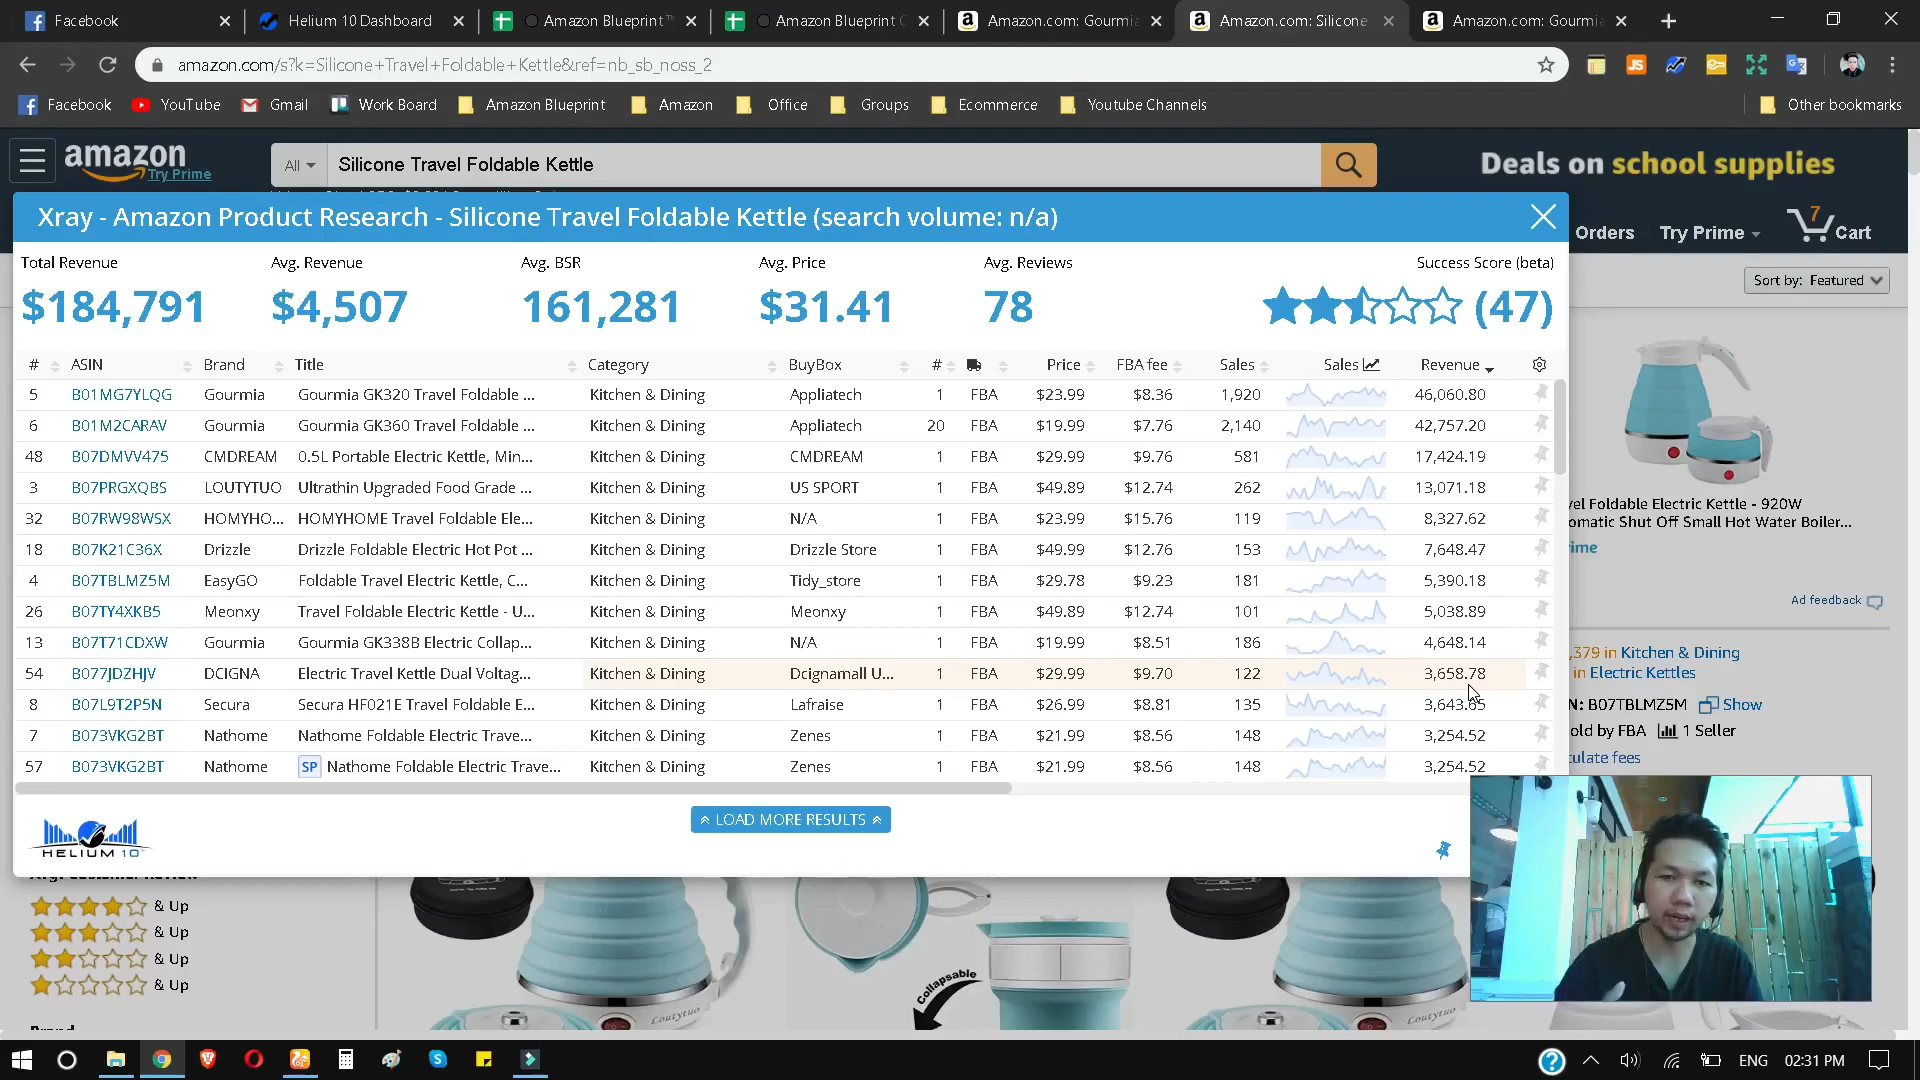 Facebook
Helium 10 Dashboard
Amazon Blueprint™
Amazon Blueprint
Amazon.com: Gourmia
Amazon.com: Silicone
Amazon.com: Gourmia
amazon.com/s?k=Silicone+Travel+Foldable+Kettle&ref=nb_sb_noss_2
Facebook YouTube Gmail Work Board Amazon Blueprint Amazon Office Groups Ecommerce Youtube Channels Other bookmarks
amazon
Try Prime
All
Silicone Travel Foldable Kettle
Deals on school supplies
Orders Try Prime 7 Cart
Xray - Amazon Product Research - Silicone Travel Foldable Kettle (search volume: n/a)
Sort by: Featured
Total Revenue Avg. Revenue Avg. BSR Avg. Price Avg. Reviews Success Score (beta)
$184,791 $4,507 161,281 $31.41 78 (47)
# ASIN Brand Title Category BuyBox # Price FBA fee Sales Sales Revenue
5 B01MG7YLQG Gourmia Gourmia GK320 Travel Foldable ... Kitchen & Dining Appliatech 1 FBA $23.99 $8.36 1,920 46,060.80
6 B01M2CARAV Gourmia Gourmia GK360 Travel Foldable ... Kitchen & Dining Appliatech 20 FBA $19.99 $7.76 2,140 42,757.20
48 B07DMVV475 CMDREAM 0.5L Portable Electric Kettle, Min... Kitchen & Dining CMDREAM 1 FBA $29.99 $9.76 581 17,424.19
3 B07PRGXQBS LOUTYTUO Ultrathin Upgraded Food Grade ... Kitchen & Dining US SPORT 1 FBA $49.89 $12.74 262 13,071.18
32 B07RW98WSX HOMYHO... HOMYHOME Travel Foldable Ele... Kitchen & Dining N/A 1 FBA $23.99 $15.76 119 8,327.62
18 B07K21C36X Drizzle Drizzle Foldable Electric Hot Pot ... Kitchen & Dining Drizzle Store 1 FBA $49.99 $12.76 153 7,648.47
4 B07TBLMZ5M EasyGO Foldable Travel Electric Kettle, C... Kitchen & Dining Tidy_store 1 FBA $29.78 $9.23 181 5,390.18
26 B07TY4XKB5 Meonxy Travel Foldable Electric Kettle - U... Kitchen & Dining Meonxy 1 FBA $49.89 $12.74 101 5,038.89
13 B07T71CDXW Gourmia Gourmia GK338B Electric Collap... Kitchen & Dining N/A 1 FBA $19.99 $8.51 186 4,648.14
54 B077JDZHJV DCIGNA Electric Travel Kettle Dual Voltag... Kitchen & Dining Dcignamall U... 1 FBA $29.99 $9.70 122 3,658.78
8 B07L9T2P5N Secura Secura HF021E Travel Foldable E... Kitchen & Dining Lafraise 1 FBA $26.99 $8.81 135 3,643.65
7 B073VKG2BT Nathome Nathome Foldable Electric Trave... Kitchen & Dining Zenes 1 FBA $21.99 $8.56 148 3,254.52
57 B073VKG2BT Nathome SP Nathome Foldable Electric Trave... Kitchen & Dining Zenes 1 FBA $21.99 $8.56 148 3,254.52
LOAD MORE RESULTS
HELIUM 10
vel Foldable Electric Kettle - 920W
omatic Shut Off Small Hot Water Boiler...
ime
Ad feedback
,379 in Kitchen & Dining
in Electric Kettles
N: B07TBLMZ5M Show
old by FBA 1 Seller
culate fees
& Up
& Up
& Up
& Up
Collapsable
Loutytuo
Loutytuo
ENG 02:31 PM